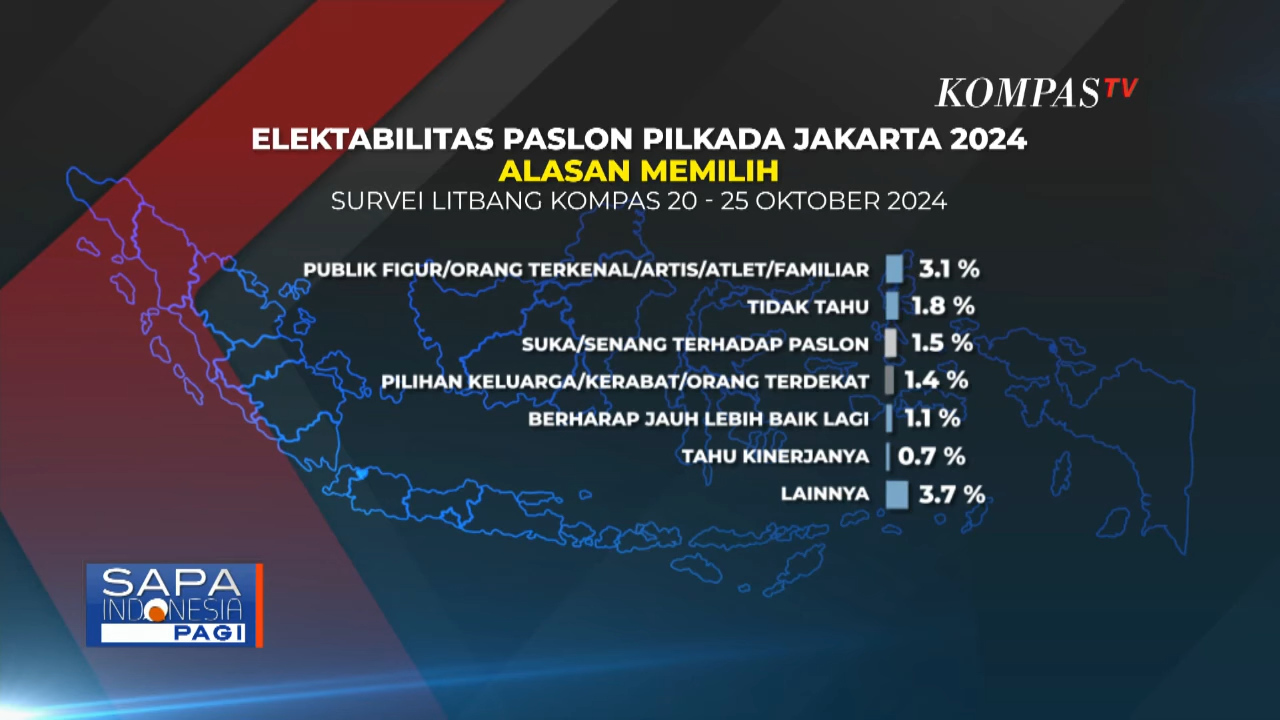 KOMPAS TV
ELEKTABILITAS PASLON PILKADA JAKARTA 2024
ALASAN MEMILIH
SURVEI LITBANG KOMPAS 20 - 25 OKTOBER 2024
PUBLIK FIGUR/ORANG TERKENAL/ARTIS/ATLET/FAMILIAR 3.1 %
TIDAK TAHU 1.8 %
SUKA/SENANG TERHADAP PASLON 1.5 %
PILIHAN KELUARGA/KERABAT/ORANG TERDEKAT 1.4 %
BERHARAP JAUH LEBIH BAIK LAGI 1.1 %
TAHU KINERJANYA 0.7 %
LAINNYA 3.7 %
SAPA
INDONESIA
PAGI